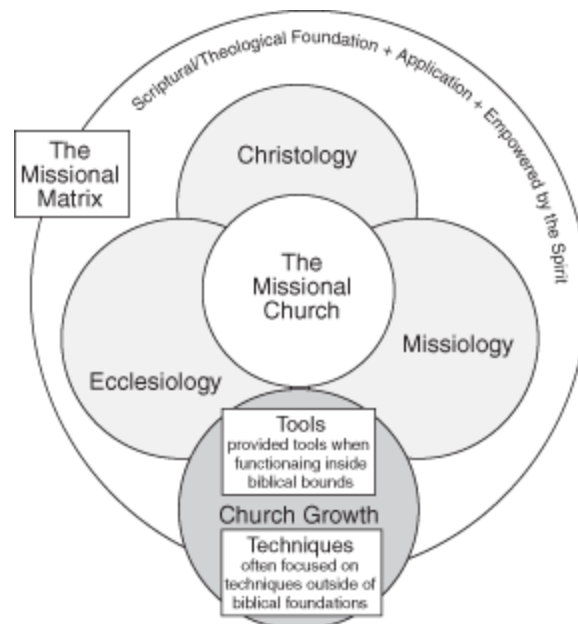 Scriptural/Theological Foundation + Application + Empowered by the Spirit
The
Missional
Matrix
Christology
The
Missional
Church
Ecclesiology
Missiology
Tools
provided tools when
functionaing inside
biblical bounds
Church Growth
Techniques
often focused on
techniques outside of
biblical foundations